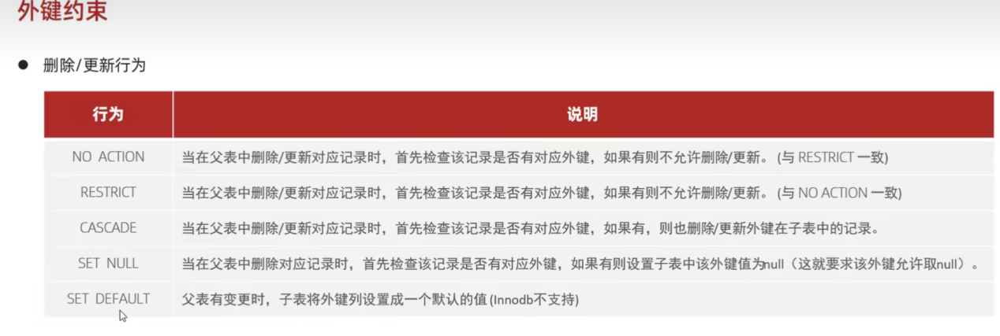 外键约束
● 删除/更新行为
行为 说明
NO ACTION 当在父表中删除/更新对应记录时，首先检查该记录是否有对应外键，如果有则不允许删除/更新。 (与 RESTRICT 一致)
RESTRICT 当在父表中删除/更新对应记录时，首先检查该记录是否有对应外键，如果有则不允许删除/更新。 (与 NO ACTION 一致)
CASCADE 当在父表中删除/更新对应记录时，首先检查该记录是否有对应外键，如果有，则也删除/更新外键在子表中的记录。
SET NULL 当在父表中删除对应记录时，首先检查该记录是否有对应外键，如果有则设置子表中该外键值为null（这就要求该外键允许取null）。
SET DEFAULT 父表有变更时，子表将外键列设置成一个默认的值 (Innodb不支持)